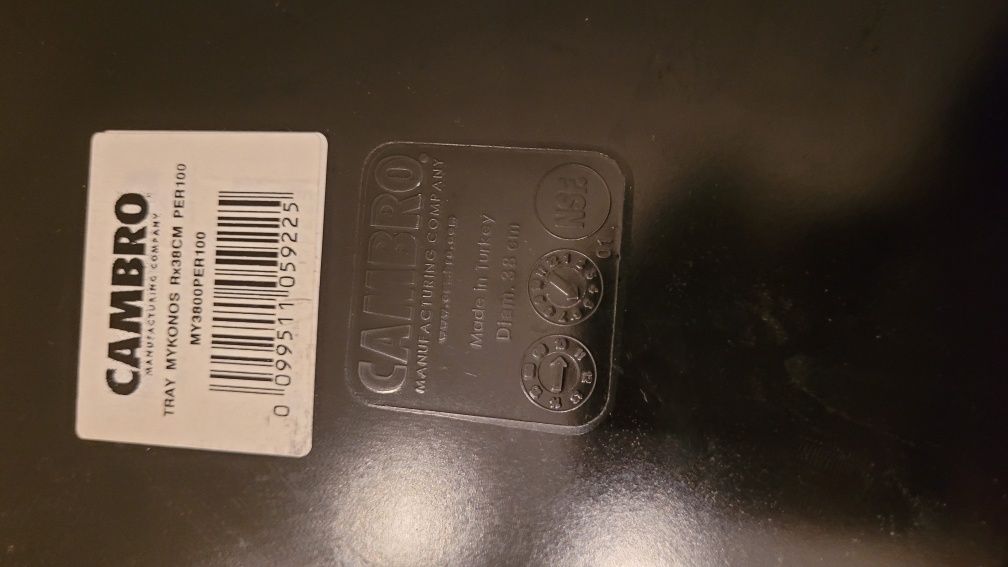 CAMBRO
MANUFACTURING COMPANY
TRAY MYKONOS Rx38CM PER100
MY3800PER100
0 099511 059225
CAMBRO®
MANUFACTURING COMPANY
Made in Turkey
Diam. 38 cm
NSF
01